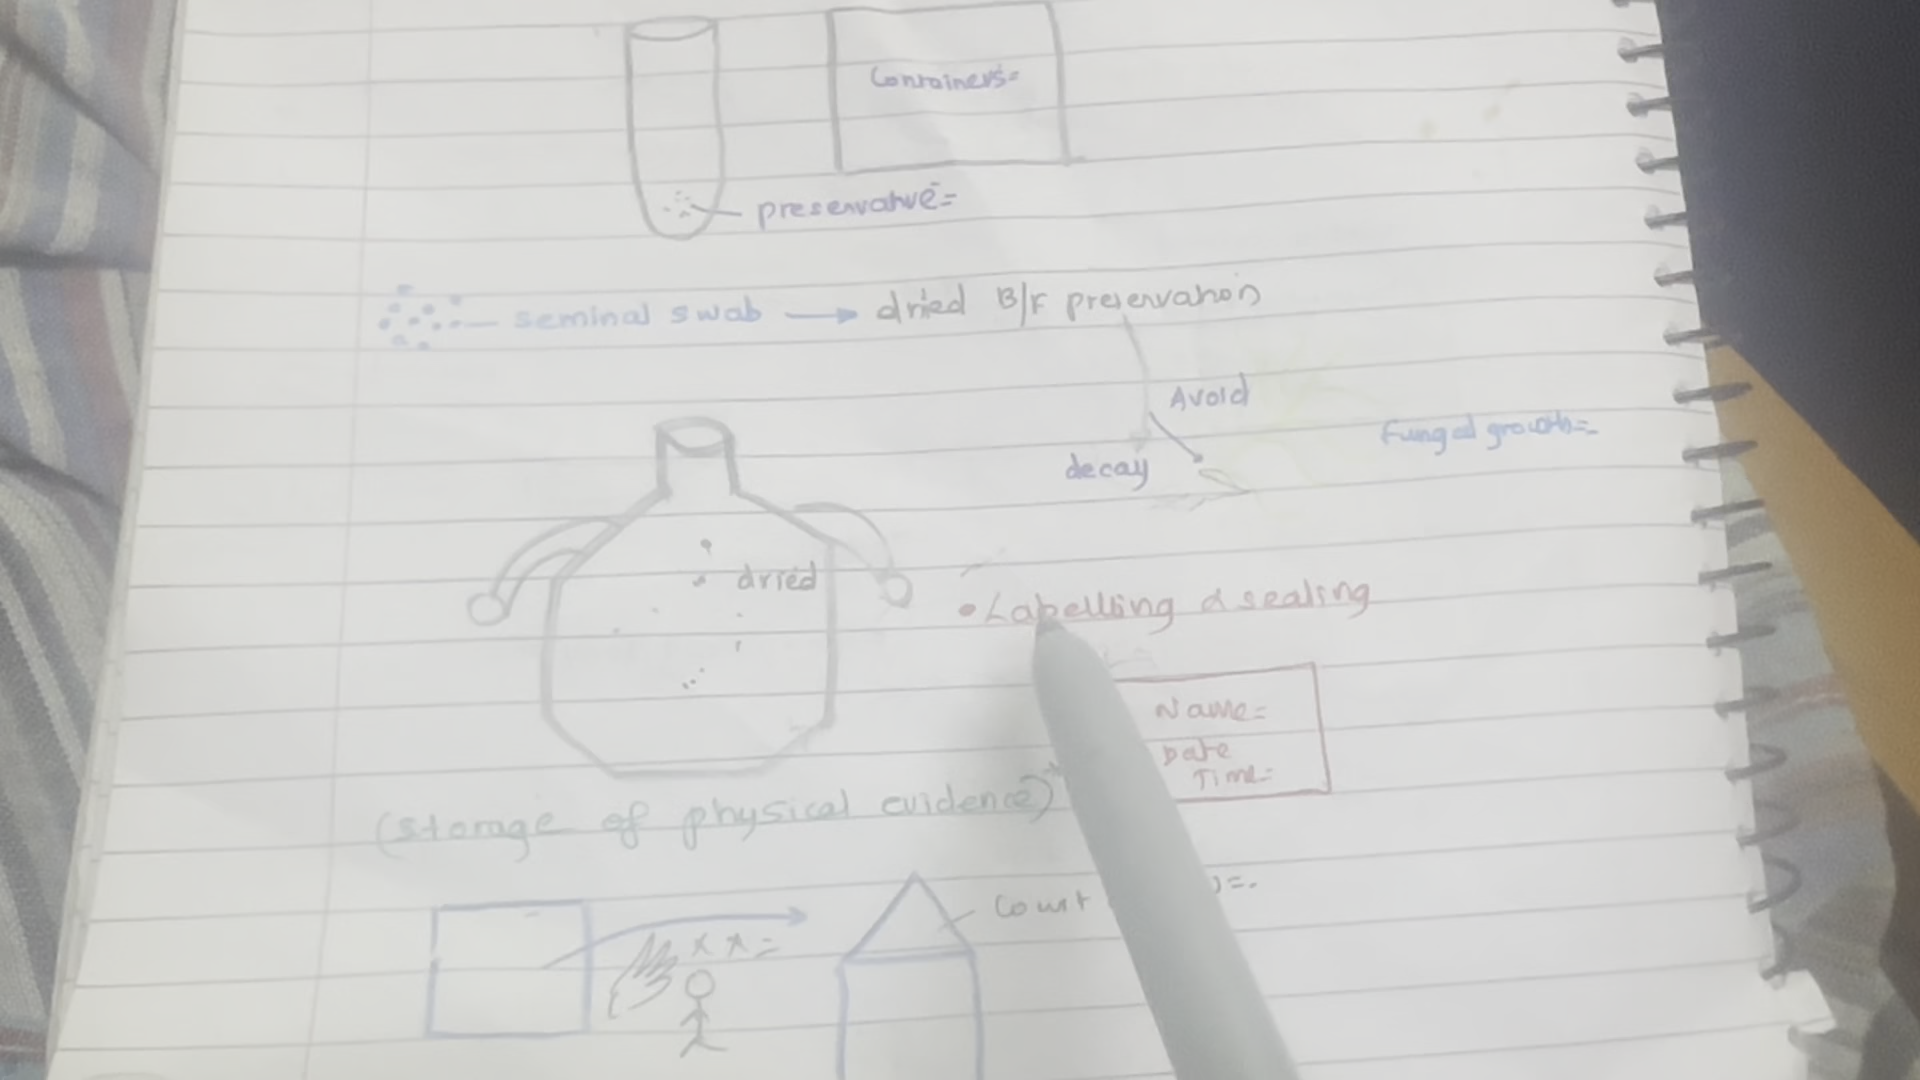 Containers=
preservative=
seminal swab → dried B/F preservation
Avoid
Fungal growth=
decay
dried
• Labelling & sealing
Name=
Date
Time=
(storage of physical evidence)
Court